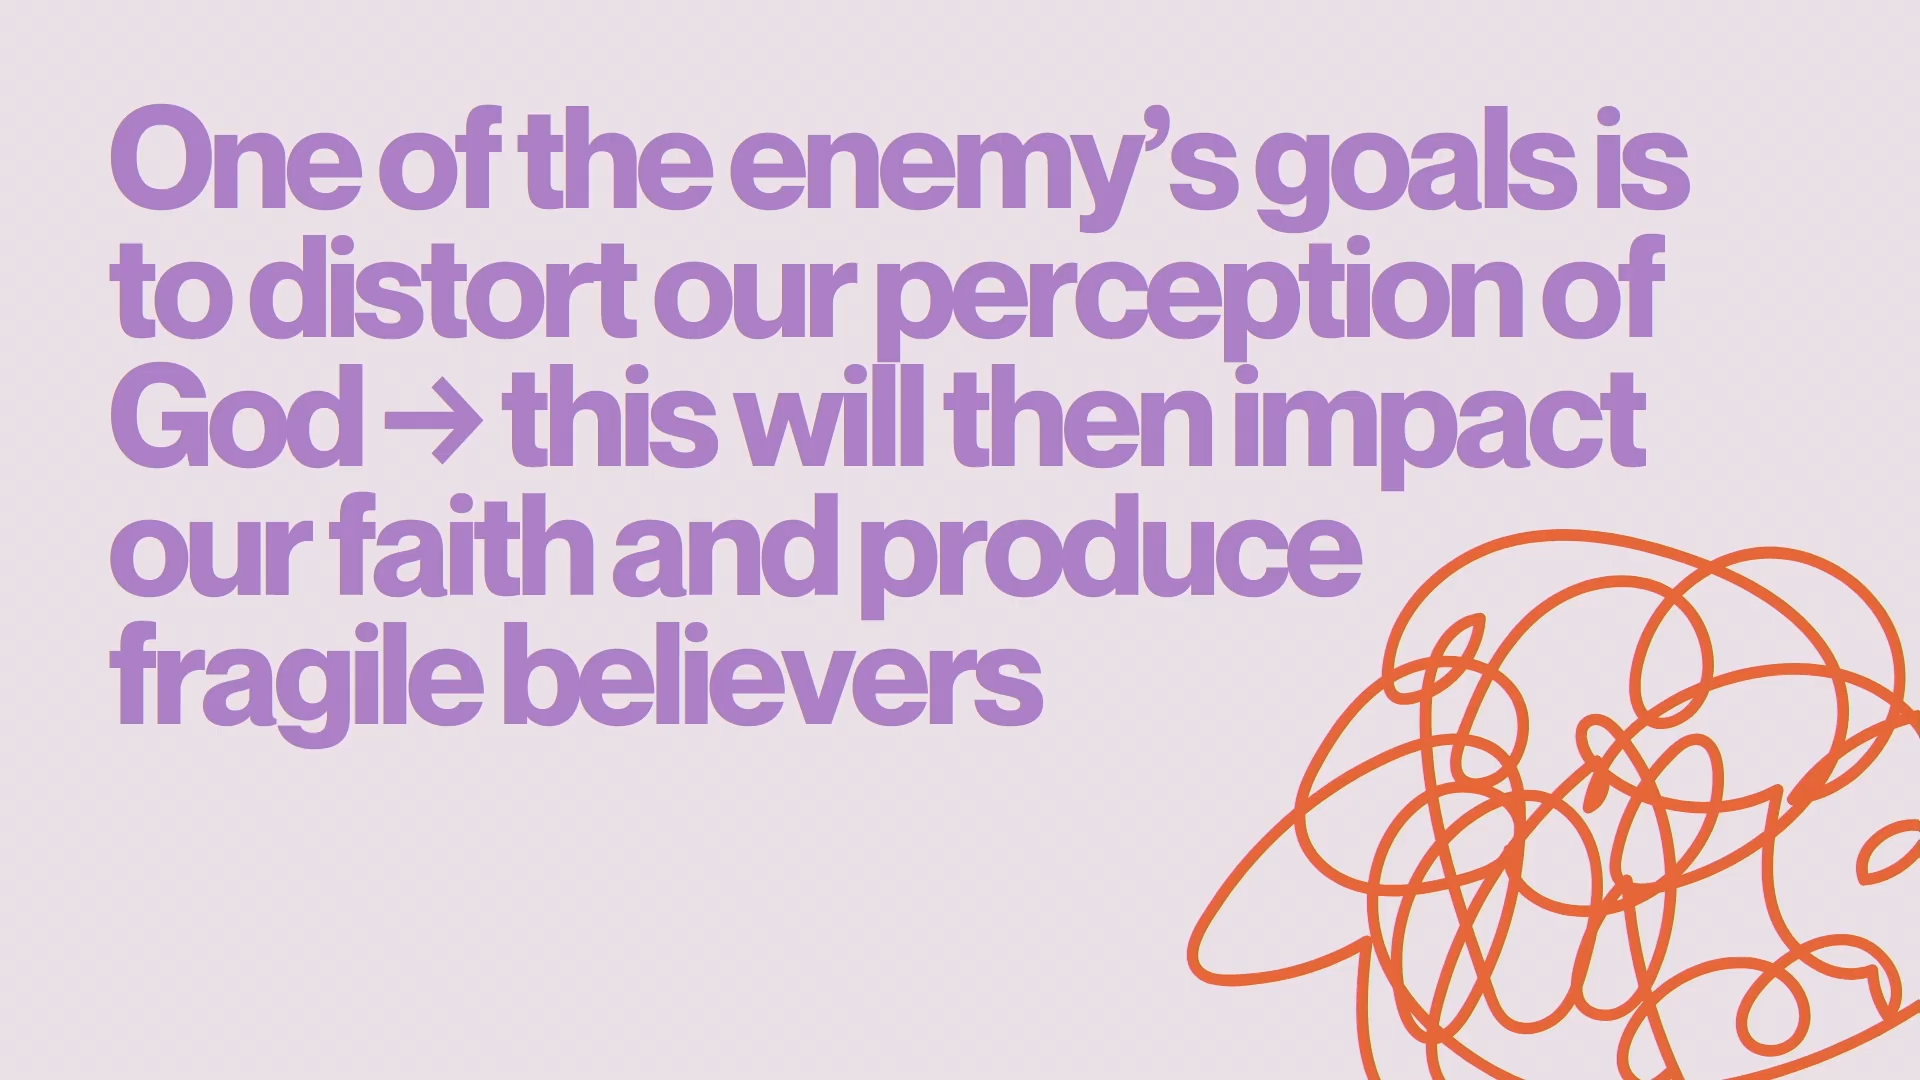 One of the enemy’s goals is
to distort our perception of
God → this will then impact
our faith and produce
fragile believers